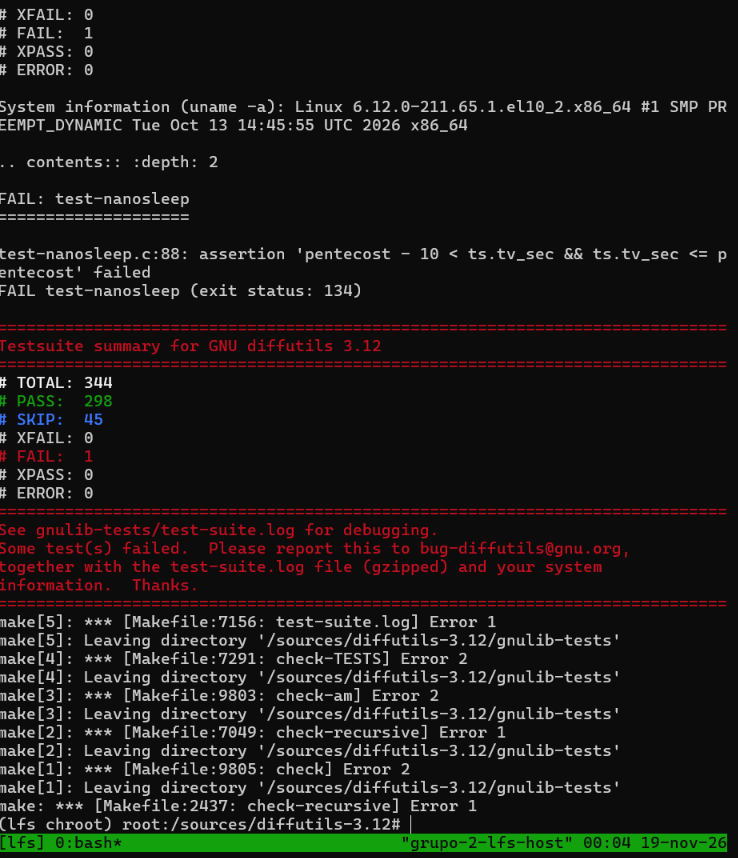 # XFAIL: 0
# FAIL:  1
# XPASS: 0
# ERROR: 0
System information (uname -a): Linux 6.12.0-211.65.1.el10_2.x86_64 #1 SMP PR
EEMPT_DYNAMIC Tue Oct 13 14:45:55 UTC 2026 x86_64
.. contents:: :depth: 2
FAIL: test-nanosleep
====================
test-nanosleep.c:88: assertion 'pentecost - 10 < ts.tv_sec && ts.tv_sec <= p
entecost' failed
FAIL test-nanosleep (exit status: 134)
============================================================================
Testsuite summary for GNU diffutils 3.12
============================================================================
# TOTAL: 344
# PASS:  298
# SKIP:  45
# XFAIL: 0
# FAIL:  1
# XPASS: 0
# ERROR: 0
============================================================================
See gnulib-tests/test-suite.log for debugging.
Some test(s) failed.  Please report this to bug-diffutils@gnu.org,
together with the test-suite.log file (gzipped) and your system
information.  Thanks.
============================================================================
make[5]: *** [Makefile:7156: test-suite.log] Error 1
make[5]: Leaving directory '/sources/diffutils-3.12/gnulib-tests'
make[4]: *** [Makefile:7291: check-TESTS] Error 2
make[4]: Leaving directory '/sources/diffutils-3.12/gnulib-tests'
make[3]: *** [Makefile:9803: check-am] Error 2
make[3]: Leaving directory '/sources/diffutils-3.12/gnulib-tests'
make[2]: *** [Makefile:7049: check-recursive] Error 1
make[2]: Leaving directory '/sources/diffutils-3.12/gnulib-tests'
make[1]: *** [Makefile:9805: check] Error 2
make[1]: Leaving directory '/sources/diffutils-3.12/gnulib-tests'
make: *** [Makefile:2437: check-recursive] Error 1
(lfs chroot) root:/sources/diffutils-3.12#
[lfs] 0:bash* "grupo-2-lfs-host" 00:04 19-nov-26